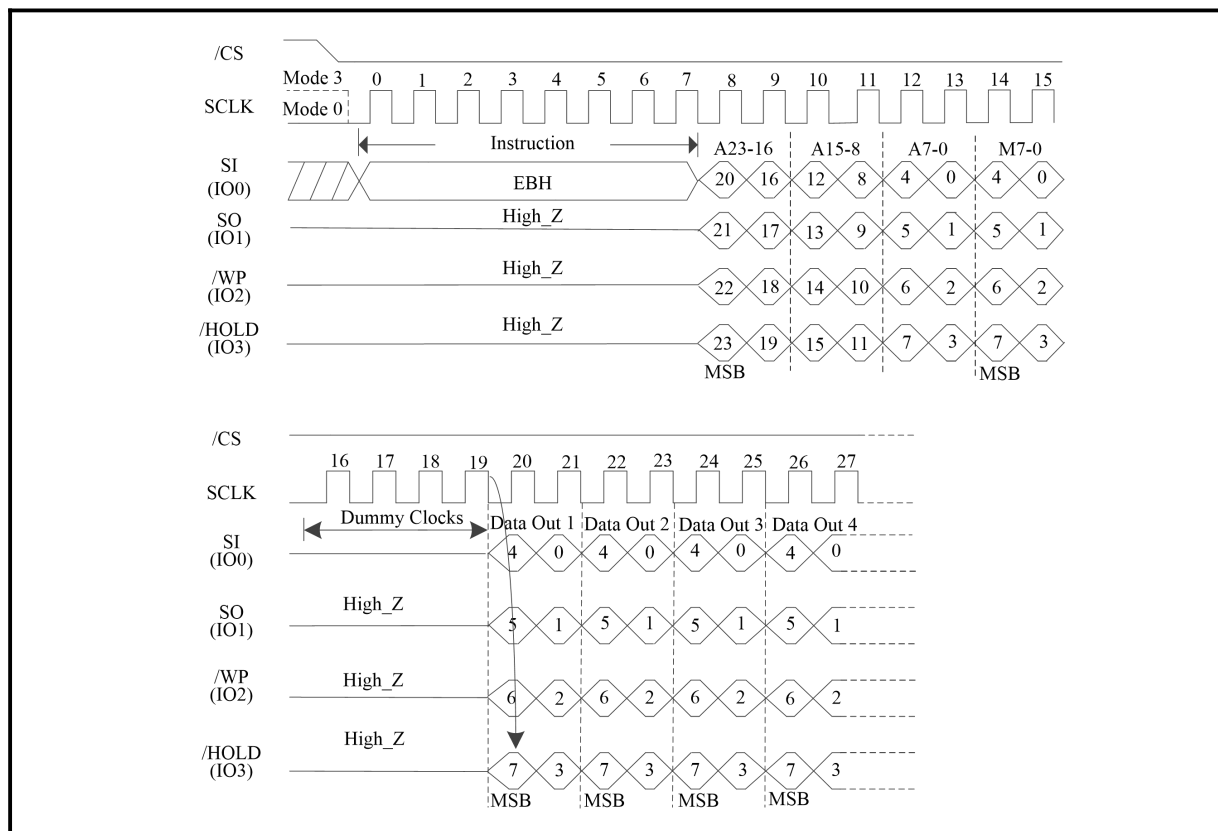 /CS
Mode 3 0 1 2 3 4 5 6 7 8 9 10 11 12 13 14 15
SCLK Mode 0
Instruction A23-16 A15-8 A7-0 M7-0
SI
(IO0) EBH 20 16 12 8 4 0 4 0
High_Z
SO
(IO1) 21 17 13 9 5 1 5 1
High_Z
/WP
(IO2) 22 18 14 10 6 2 6 2
High_Z
/HOLD
(IO3) 23 19 15 11 7 3 7 3
MSB MSB
/CS
16 17 18 19 20 21 22 23 24 25 26 27
SCLK
Dummy Clocks Data Out 1 Data Out 2 Data Out 3 Data Out 4
SI
(IO0) 4 0 4 0 4 0 4 0
High_Z
SO
(IO1) 5 1 5 1 5 1 5 1
High_Z
/WP
(IO2) 6 2 6 2 6 2 6 2
High_Z
/HOLD
(IO3) 7 3 7 3 7 3 7 3
MSB MSB MSB MSB